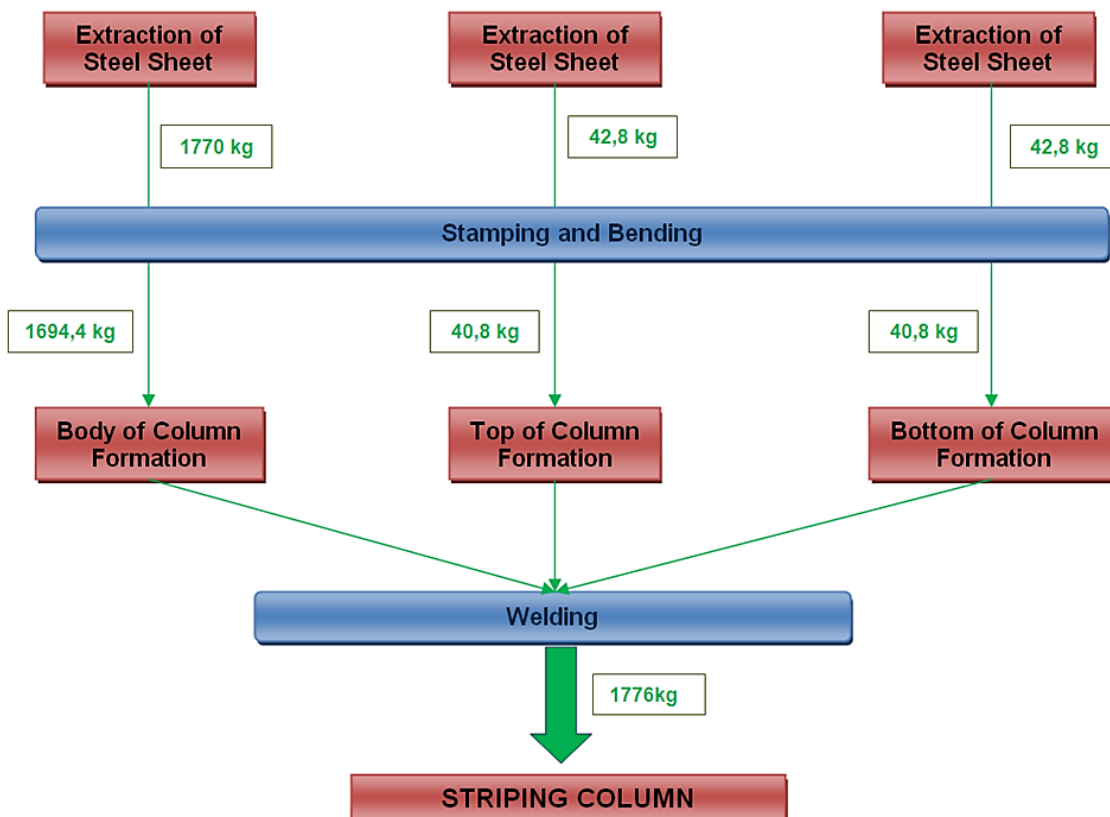 Extraction of
Steel Sheet
Extraction of
Steel Sheet
Extraction of
Steel Sheet
1770 kg
42,8 kg
42,8 kg
Stamping and Bending
1694,4 kg
40,8 kg
40,8 kg
Body of Column
Formation
Top of Column
Formation
Bottom of Column
Formation
Welding
1776kg
STRIPING COLUMN